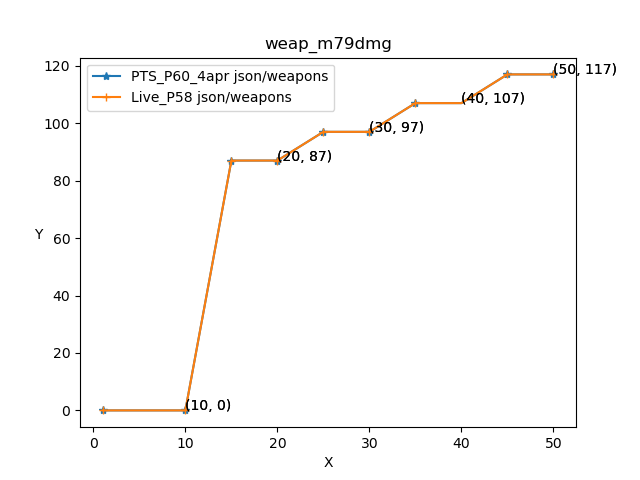 weap_m79dmg
PTS_P60_4apr json/weapons
Live_P58 json/weapons
120
100
80
60
40
20
0
Y
(50, 117)
(40, 107)
(30, 97)
(20, 87)
(10, 0)
0 10 20 30 40 50
X